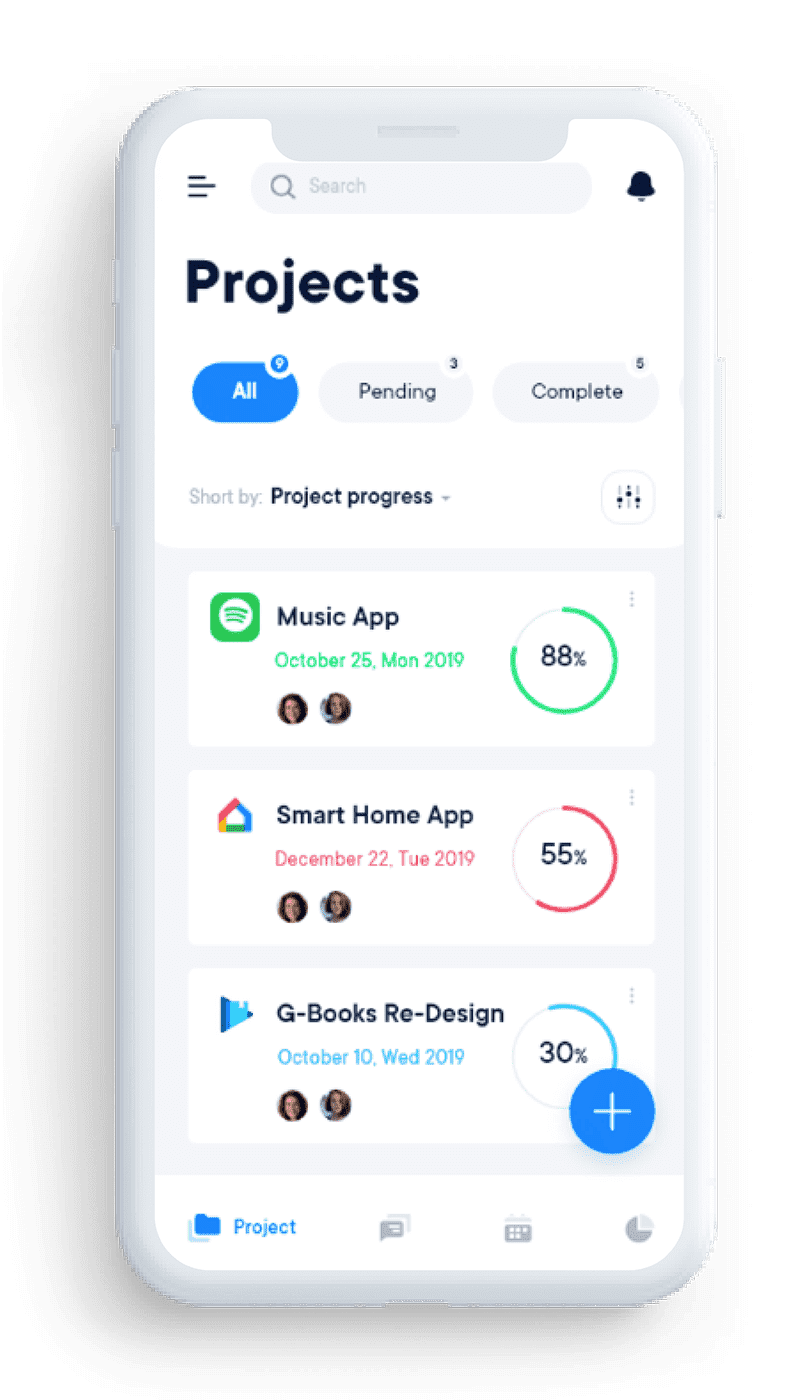 Search
Projects
All 9
Pending 3
Complete 5
Short by: Project progress
Music App
October 25, Mon 2019
88%
Smart Home App
December 22, Tue 2019
55%
G-Books Re-Design
October 10, Wed 2019
30%
Project